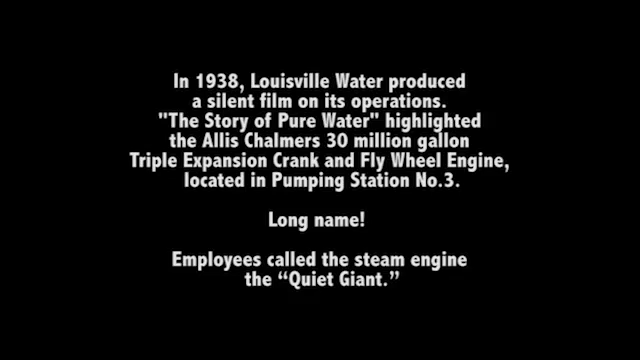 In 1938, Louisville Water produced
a silent film on its operations.
"The Story of Pure Water" highlighted
the Allis Chalmers 30 million gallon
Triple Expansion Crank and Fly Wheel Engine,
located in Pumping Station No.3.
Long name!
Employees called the steam engine
the “Quiet Giant.”